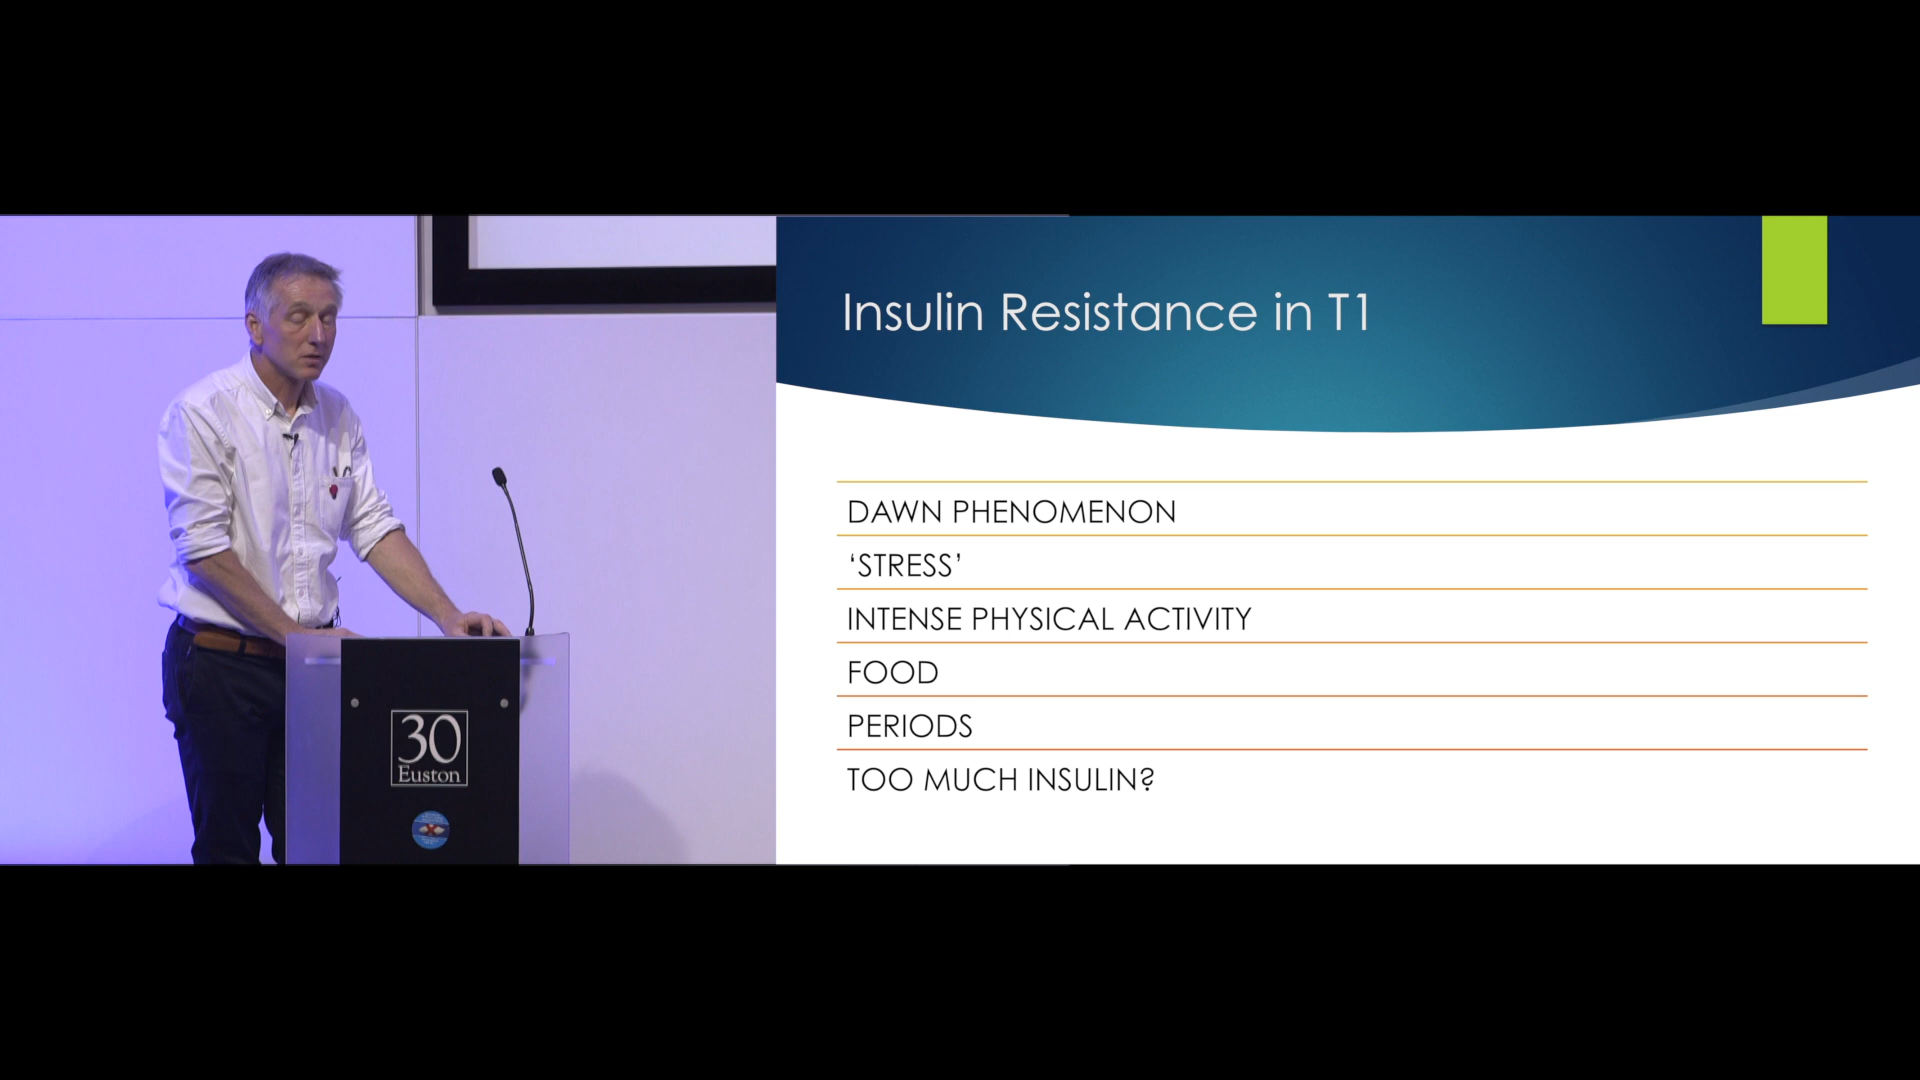 Insulin Resistance in T1
DAWN PHENOMENON
‘STRESS’
INTENSE PHYSICAL ACTIVITY
FOOD
PERIODS
TOO MUCH INSULIN?
30
Euston